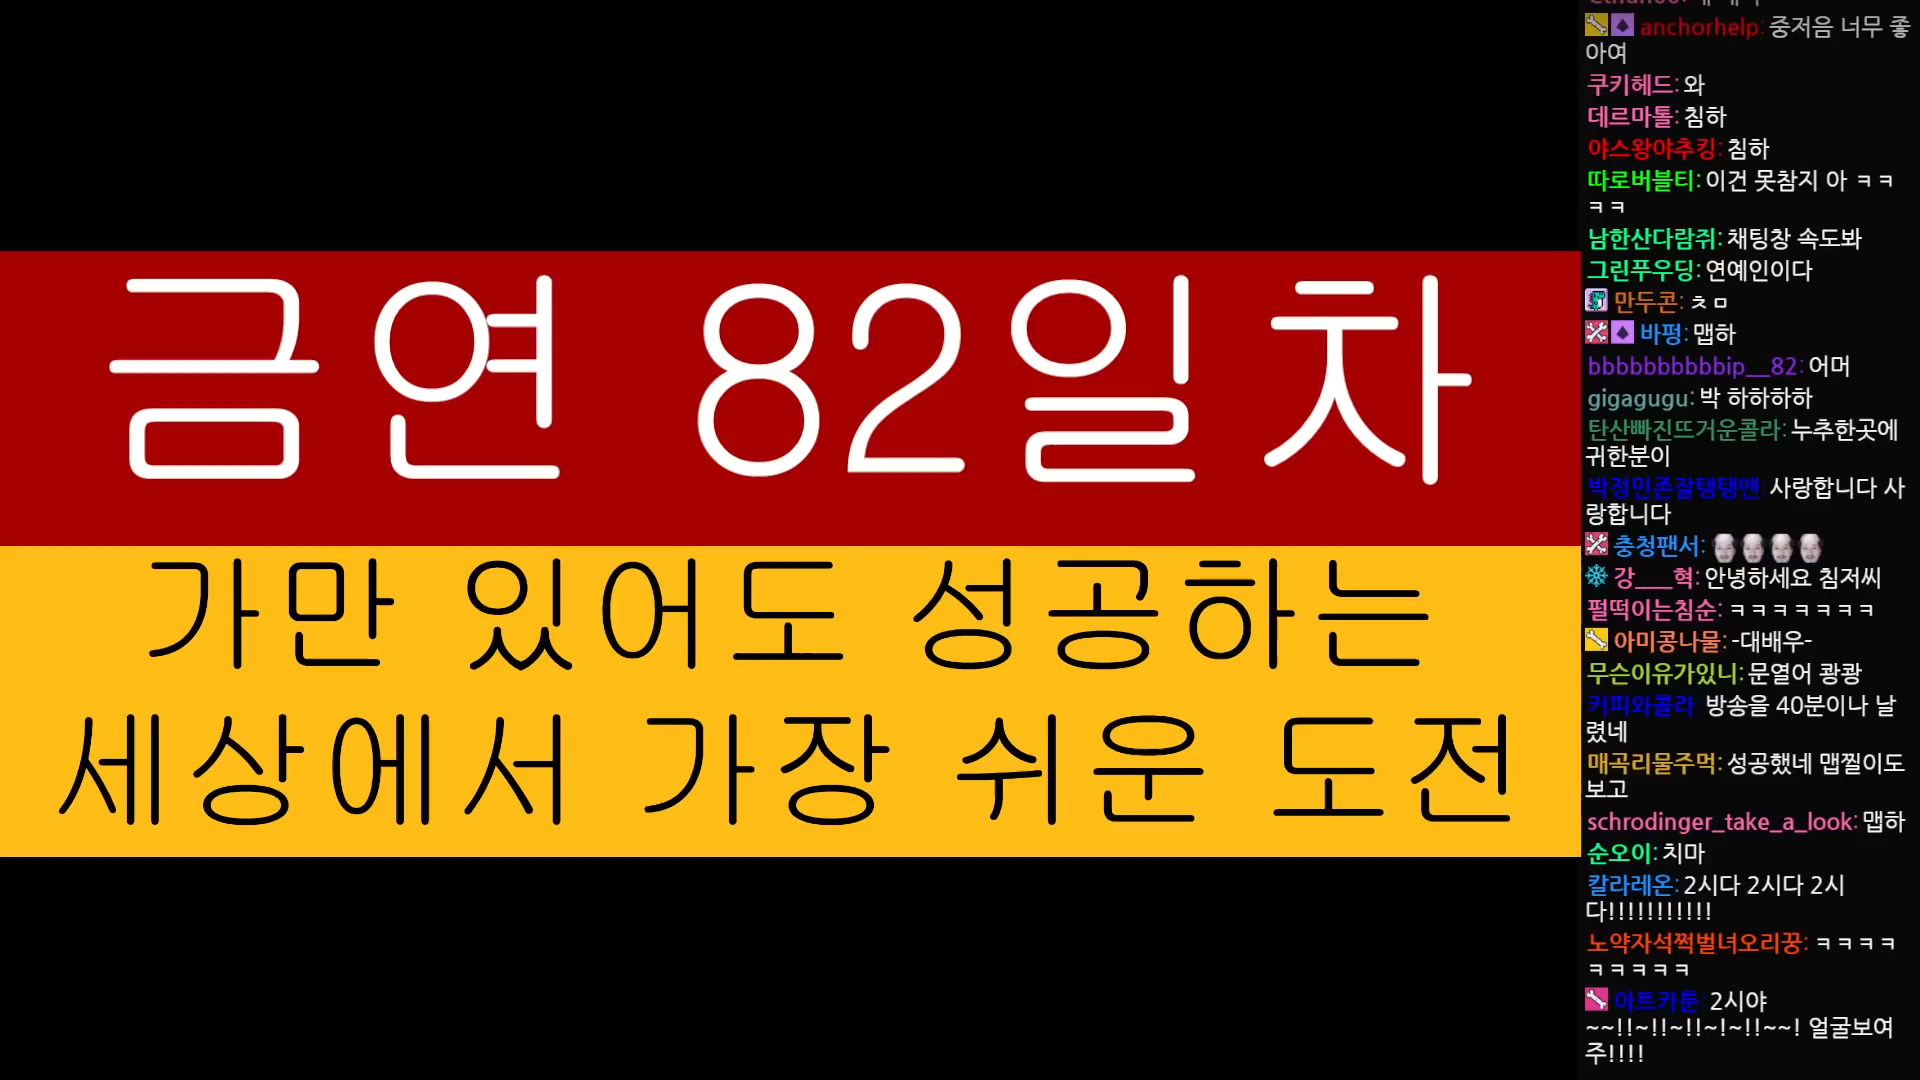 금연 82일차
가만 있어도 성공하는
세상에서 가장 쉬운 도전
anchorhelp: 중저음 너무 좋
아여
쿠키헤드: 와
데르마톨: 침하
야스왕야추킹: 침하
따로버블티: 이건 못참지 아 ㅋㅋ
ㅋㅋ
남한산다람쥐: 채팅창 속도봐
그린푸우딩: 연예인이다
만두콘: ㅊㅁ
바펑: 맵하
bbbbbbbbbbbip__82: 어머
gigagugu: 박 하하하하
탄산빠진뜨거운콜라: 누추한곳에
귀한분이
박정민존잘탱탱맨: 사랑합니다 사
랑합니다
충청팬서:
강___혁: 안녕하세요 침저씨
펄떡이는침순: ㅋㅋㅋㅋㅋㅋㅋ
아미콩나물: -대배우-
무슨이유가있니: 문열어 쾅쾅
커피와콜라: 방송을 40분이나 날
렸네
매곡리물주먹: 성공했네 맵찔이도
보고
schrodinger_take_a_look: 맵하
순오이: 치마
칼라레온: 2시다 2시다 2시
다!!!!!!!!!!!
노약자석쩍벌녀오리꿍: ㅋㅋㅋㅋ
ㅋㅋㅋㅋㅋ
아트카툰: 2시야
~~!!~!!~!!~!~!!~~! 얼굴보여
주!!!!